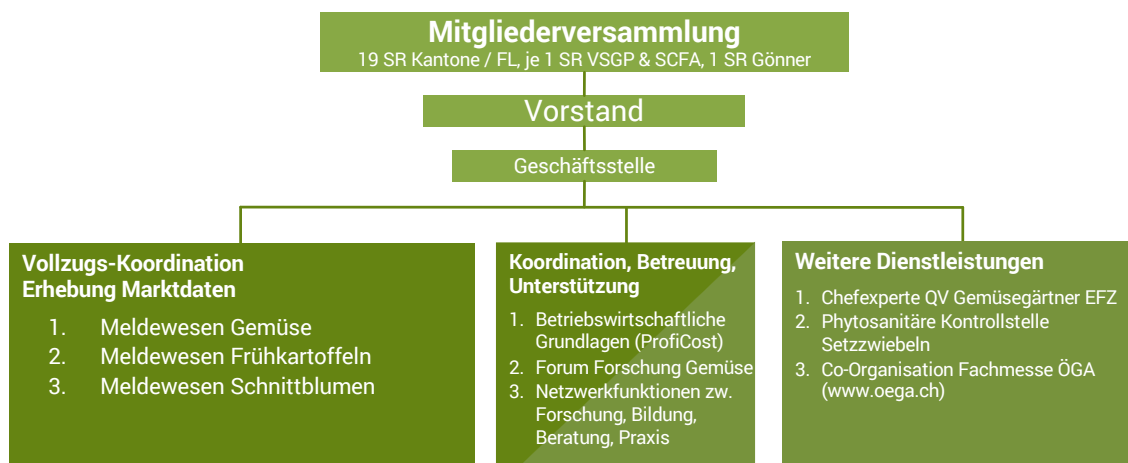 Mitgliederversammlung
19 SR Kantone / FL, je 1 SR VSGP & SCFA, 1 SR Gönner
Vorstand
Geschäftsstelle
Vollzugs-Koordination
Erhebung Marktdaten
1. Meldewesen Gemüse
2. Meldewesen Frühkartoffeln
3. Meldewesen Schnittblumen
Koordination, Betreuung,
Unterstützung
1. Betriebswirtschaftliche
Grundlagen (ProfiCost)
2. Forum Forschung Gemüse
3. Netzwerkfunktionen zw.
Forschung, Bildung,
Beratung, Praxis
Weitere Dienstleistungen
1. Chefexperte QV Gemüsegärtner EFZ
2. Phytosanitäre Kontrollstelle
Setzzwiebeln
3. Co-Organisation Fachmesse ÖGA
(www.oega.ch)